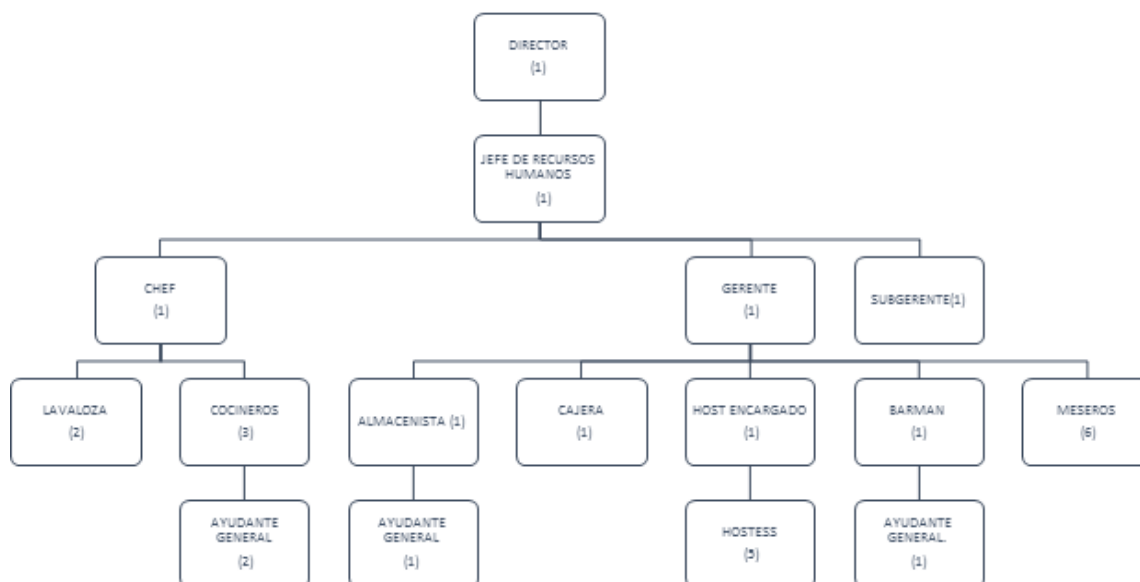 DIRECTOR
(1)
JEFE DE RECURSOS
HUMANOS
(1)
CHEF
(1)
GERENTE
(1)
SUBGERENTE(1)
LAVALOZA
(2)
COCINEROS
(3)
ALMACENISTA (1)
CAJERA
(1)
HOST ENCARGADO
(1)
BARMAN
(1)
MESEROS
(6)
AYUDANTE
GENERAL
(2)
AYUDANTE
GENERAL
(1)
HOSTESS
(5)
AYUDANTE
GENERAL.
(1)